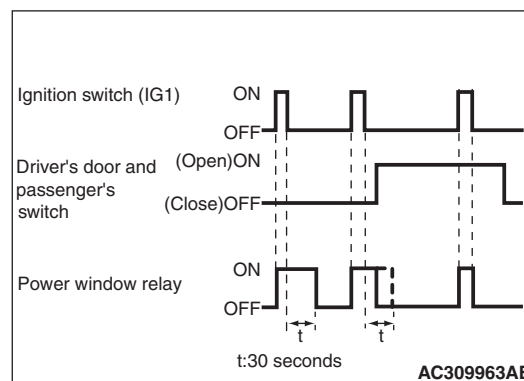 Ignition switch (IG1)
ON
OFF
Driver's door and
passenger's
switch
(Open)ON
(Close)OFF
Power window relay
ON
OFF
t
t
t:30 seconds
AC309963AB